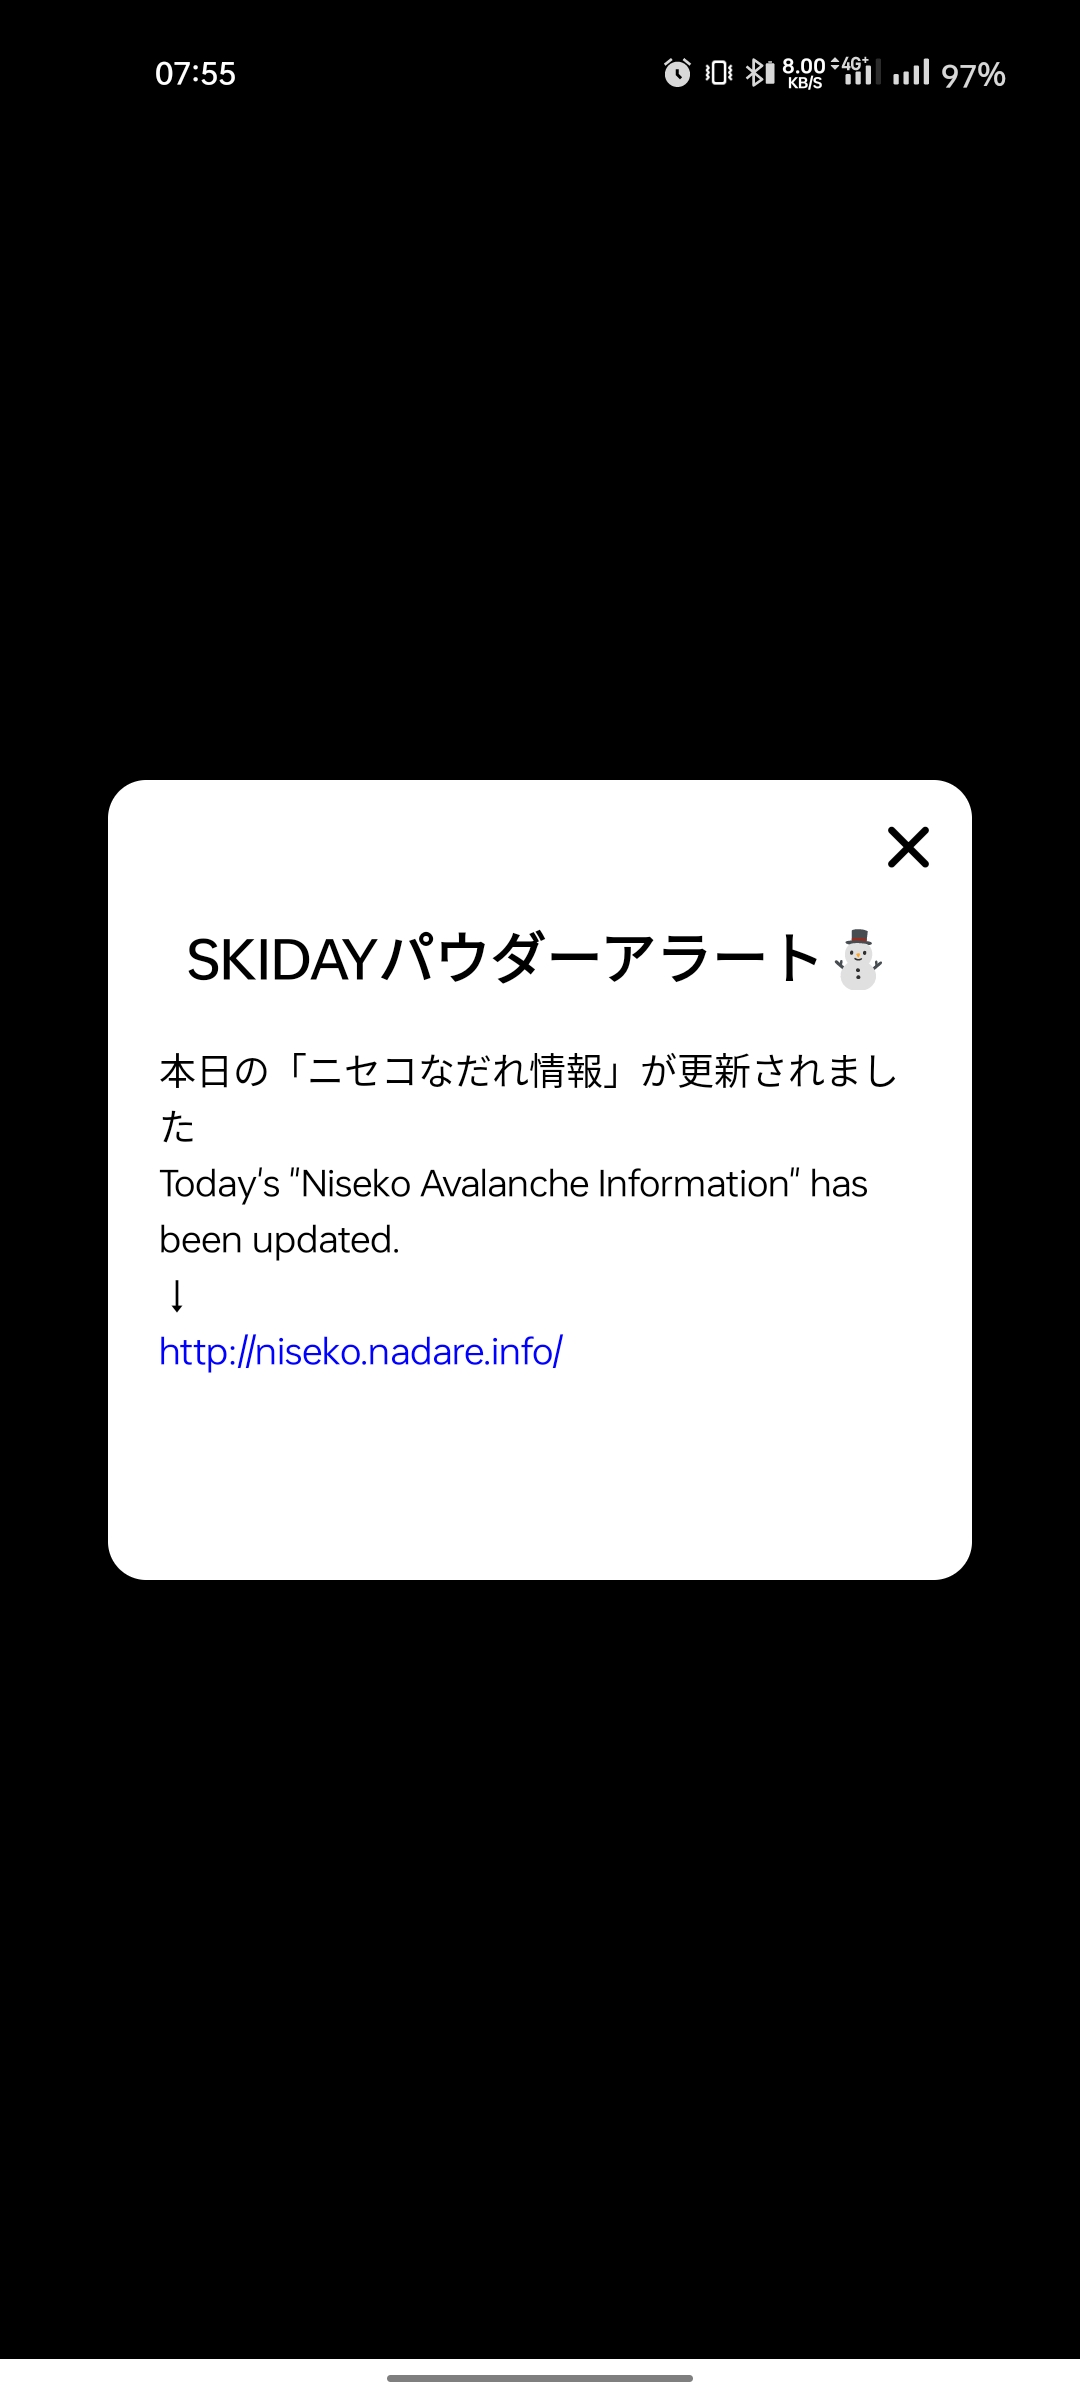 07:55
8.00 KB/S 4G+ 97%
SKIDAYパウダーアラート⛄
本日の「ニセコなだれ情報」が更新されまし
た
Today's "Niseko Avalanche Information" has
been updated.
↓
http://niseko.nadare.info/